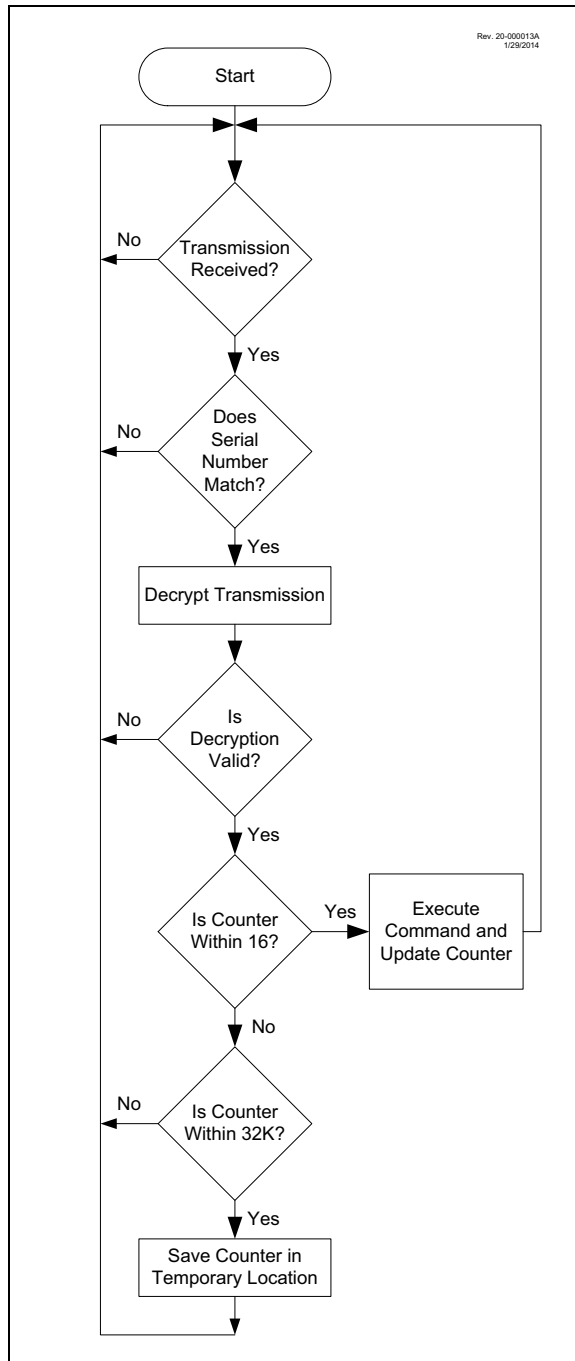 Rev. 20-000013A
1/29/2014
Start
No
Transmission
Received?
Yes
No
Does
Serial
Number
Match?
Yes
Decrypt Transmission
No
Is
Decryption
Valid?
Yes
Is Counter
Within 16?
Yes
Execute
Command and
Update Counter
No
No
Is Counter
Within 32K?
Yes
Save Counter in
Temporary Location